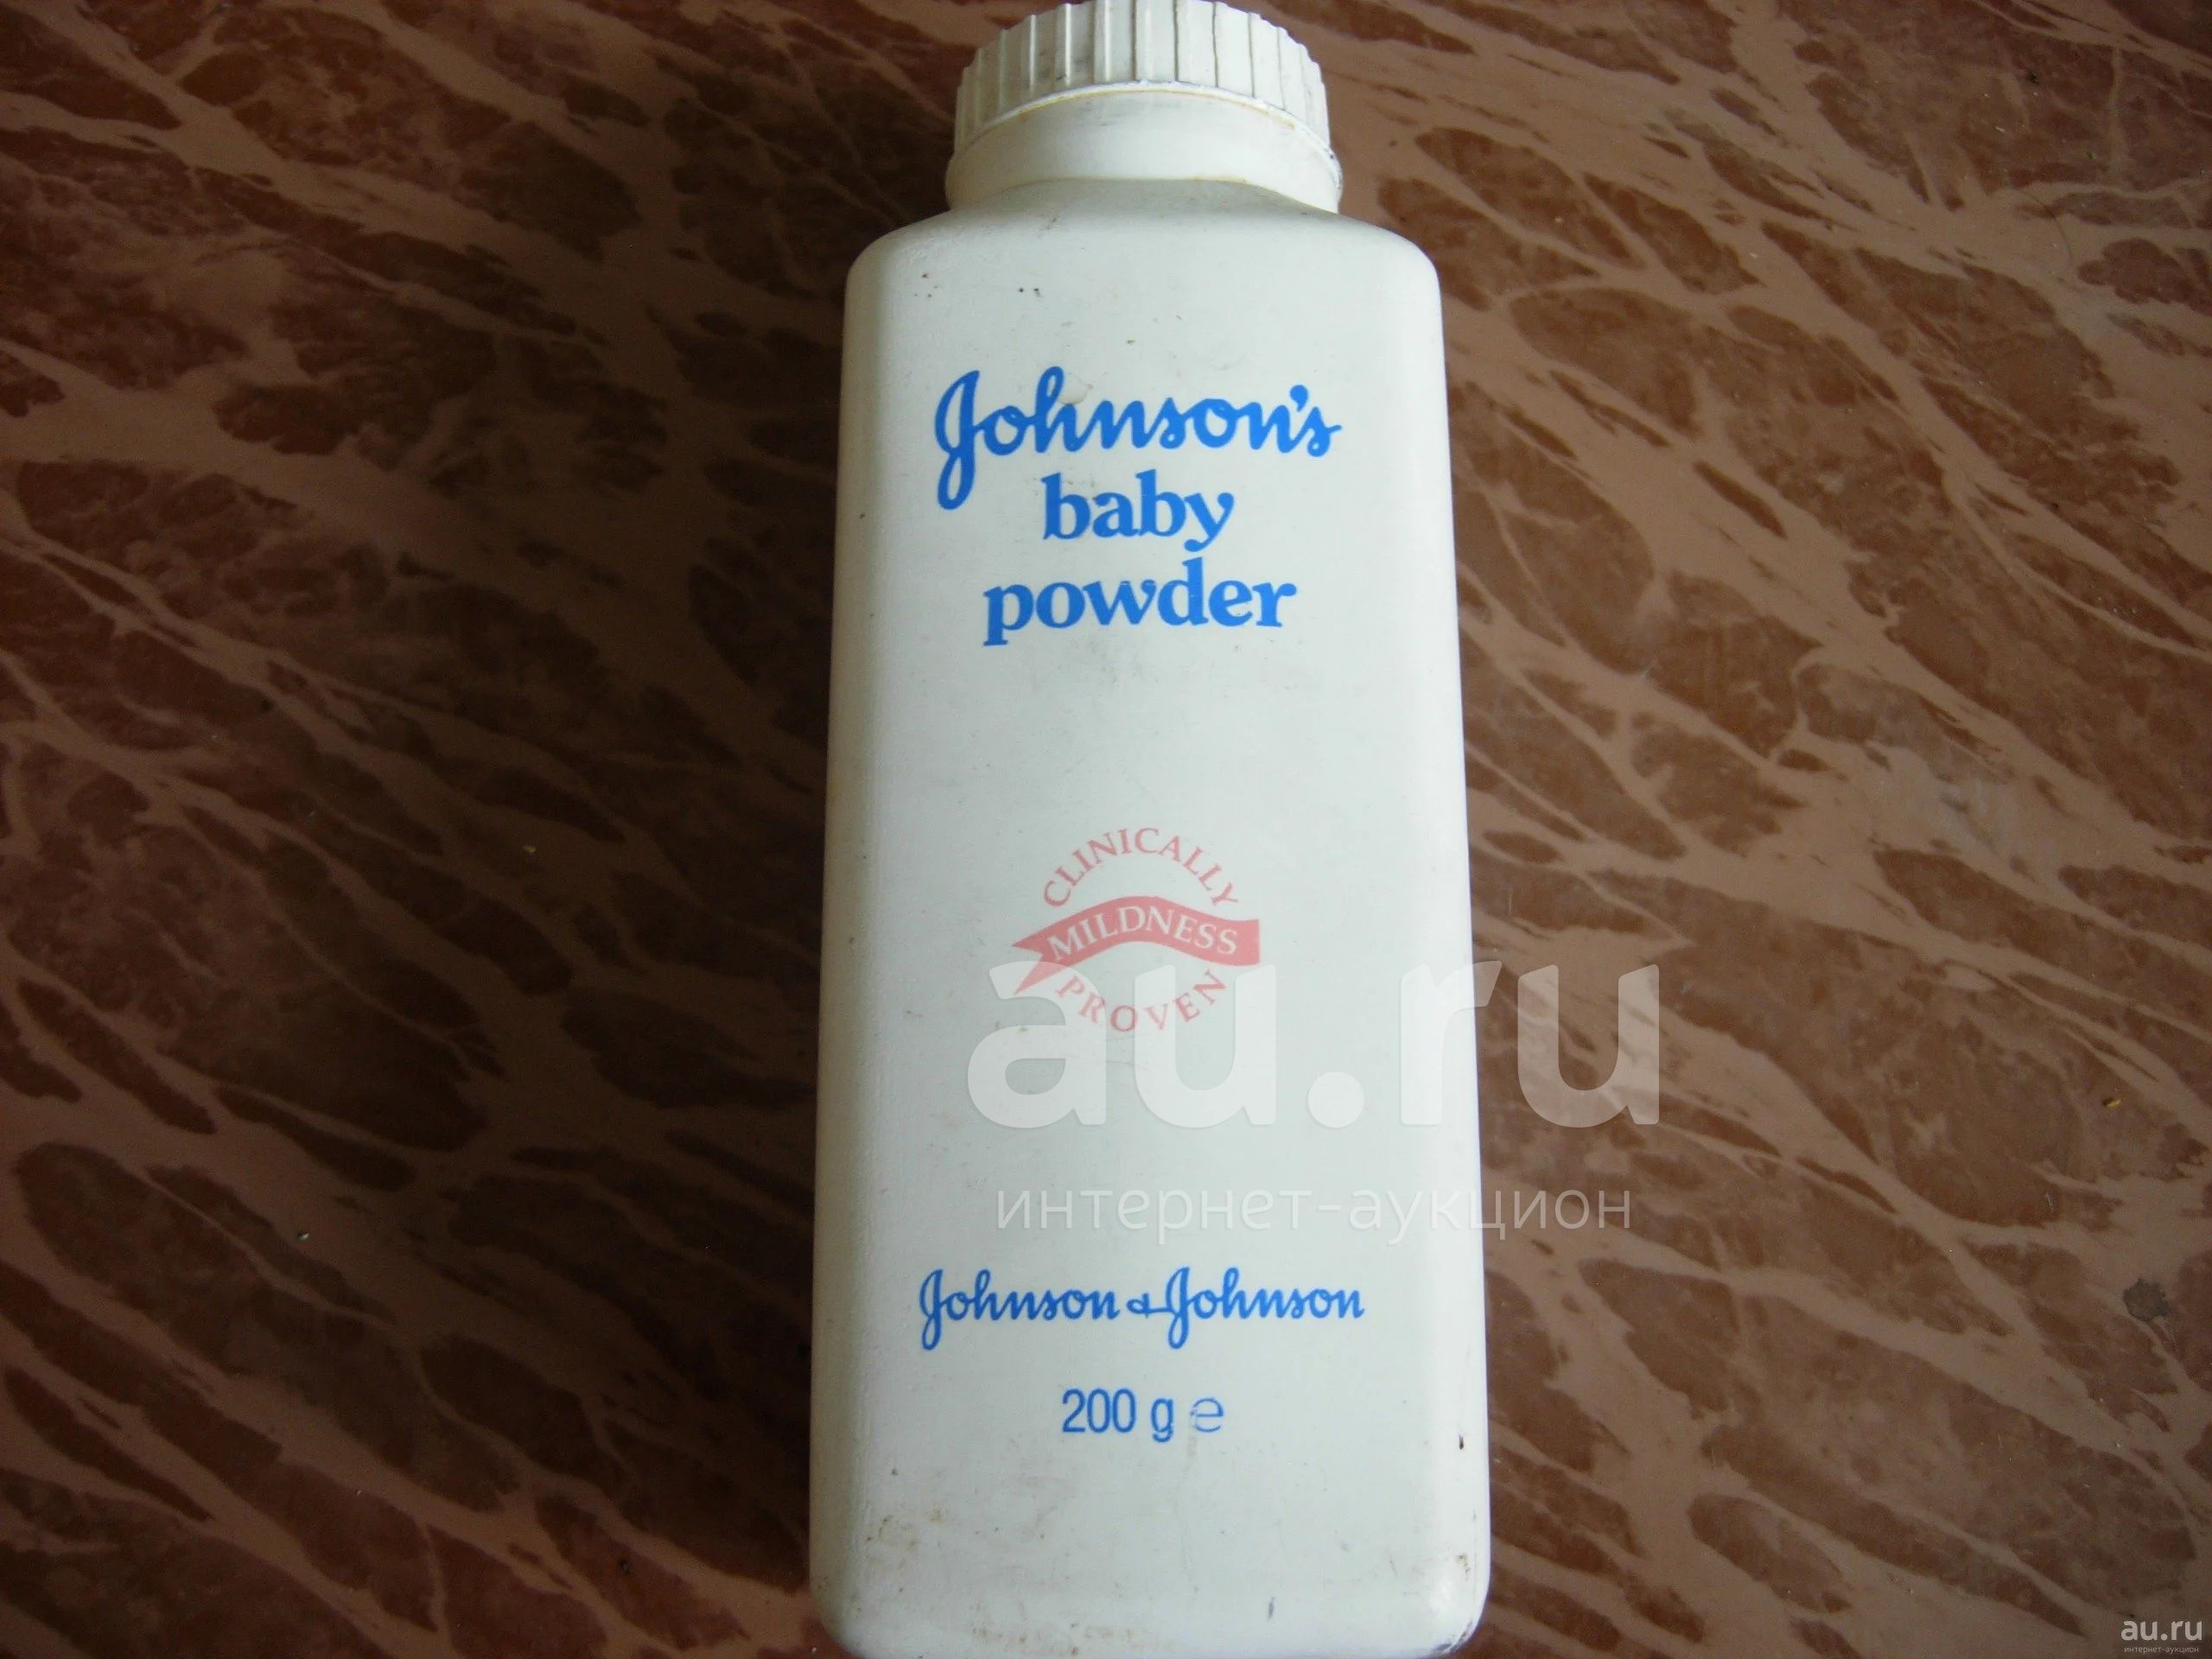 Johnson's
baby
powder
CLINICALLY
MILDNESS
PROVEN
au.ru
интернет-аукцион
Johnson & Johnson
200 g ℮
au.ru
интернет-аукцион